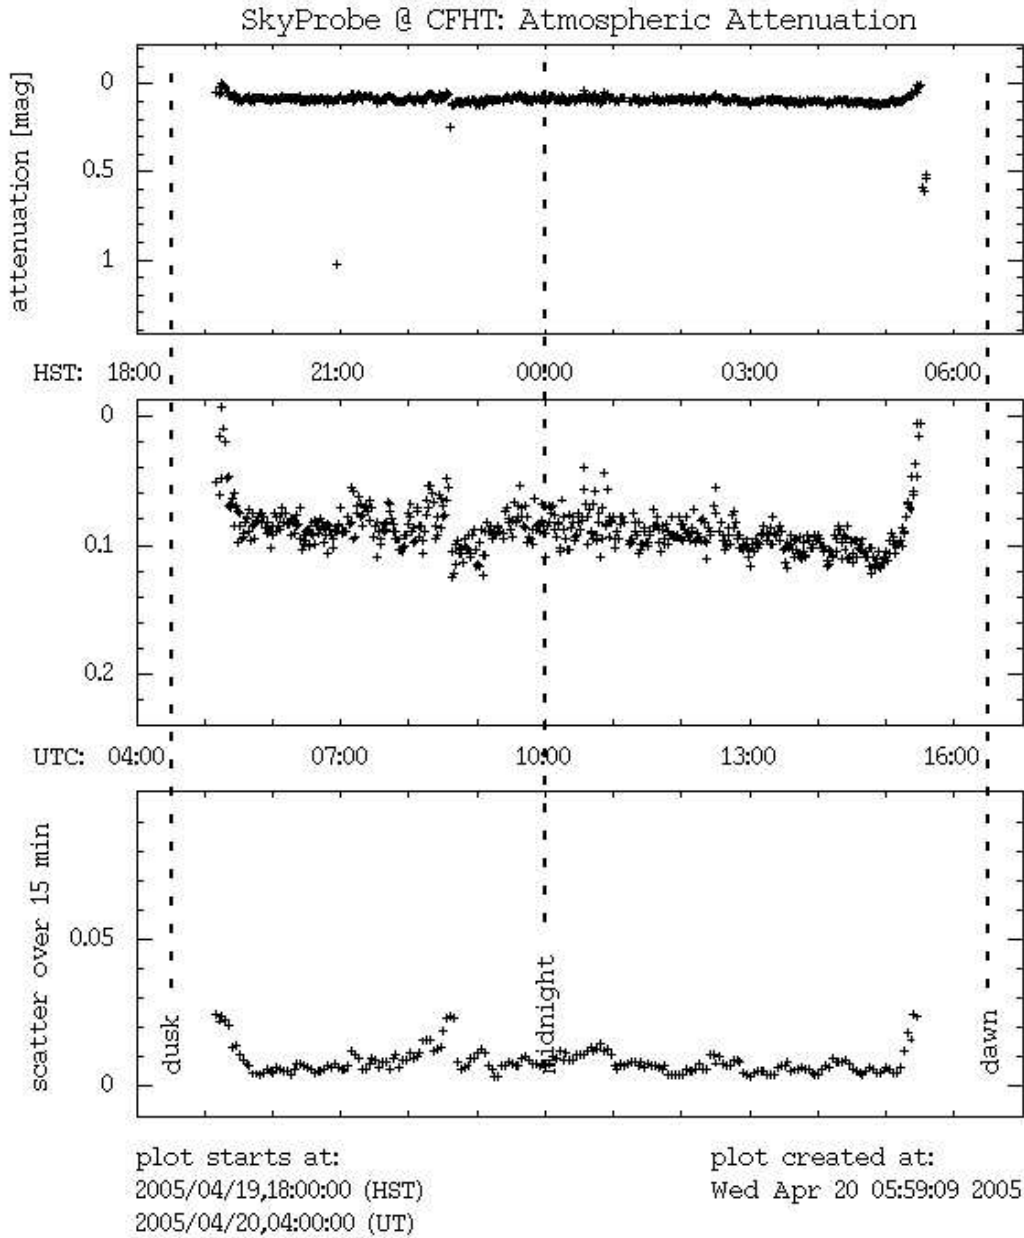 SkyProbe @ CFHT: Atmospheric Attenuation
attenuation [mag]
0
0.5
1
HST: 18:00 21:00 00:00 03:00 06:00
0
0.1
0.2
UTC: 04:00 07:00 10:00 13:00 16:00
scatter over 15 min
0.05
0
dusk
midnight
dawn
plot starts at:
2005/04/19,18:00:00 (HST)
2005/04/20,04:00:00 (UT)
plot created at:
Wed Apr 20 05:59:09 2005